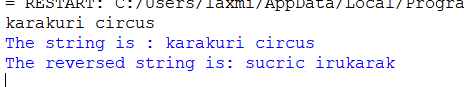 = RESTART: C:/Users/laxmi/AppData/Local/Progra
karakuri circus
The string is : karakuri circus
The reversed string is: sucric irukarak